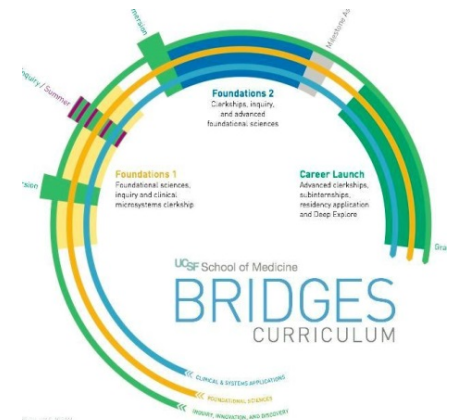 Foundations 2
Clerkships, inquiry,
and advanced
foundational sciences
Foundations 1
Foundational sciences,
inquiry and clinical
microsystems clerkship
Career Launch
Advanced clerkships,
subinternships,
residency application
and Deep Explore
UCSF School of Medicine
BRIDGES
CURRICULUM
CLINICAL & SYSTEMS APPLICATIONS
FOUNDATIONAL SCIENCES
INQUIRY, INNOVATION, AND DISCOVERY